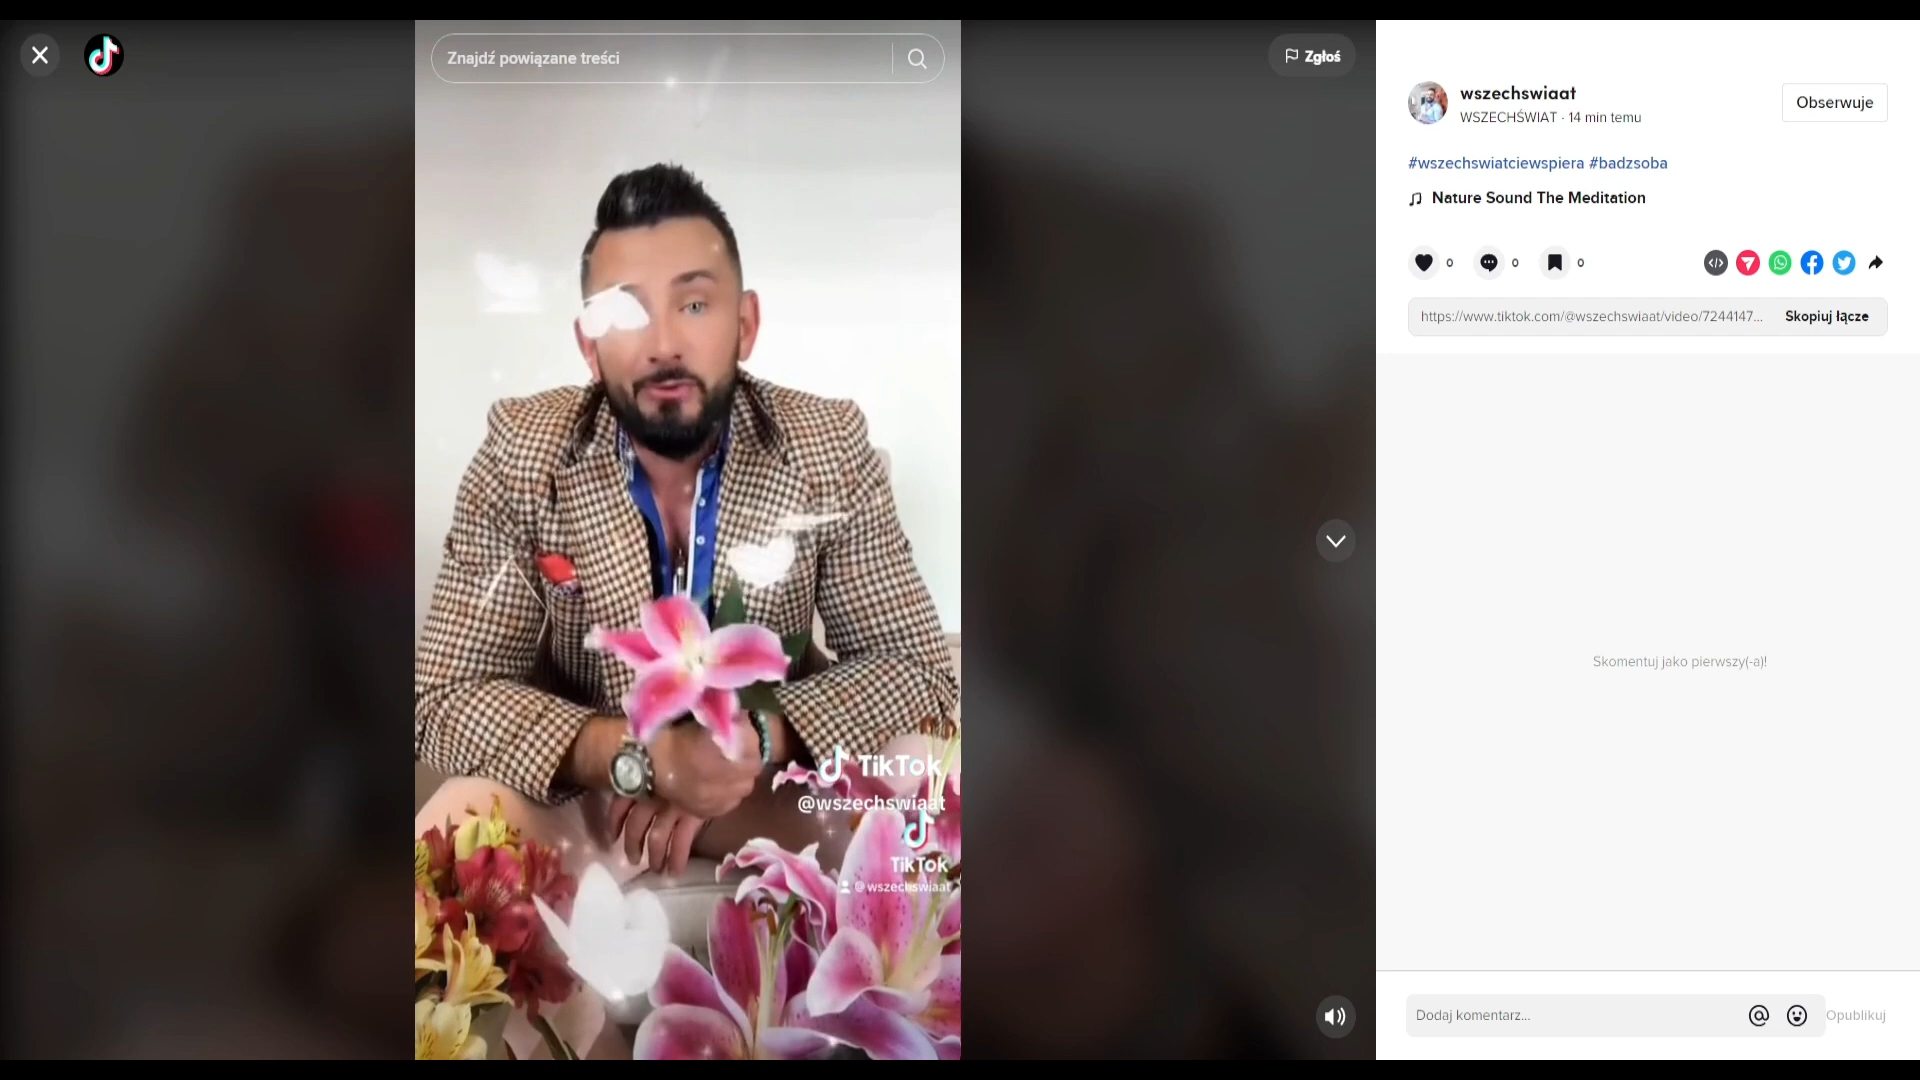 Znajdź powiązane treści
Zgłoś
TikTok
@wszechswiaat
TikTok
@wszechswiaat
wszechswiaat
WSZECHŚWIAT · 14 min temu
Obserwuje
#wszechswiatciewspiera #badzsoba
Nature Sound The Meditation
0
0
0
https://www.tiktok.com/@wszechswiaat/video/7244147...
Skopiuj łącze
Skomentuj jako pierwszy(-a)!
Dodaj komentarz...
Opublikuj